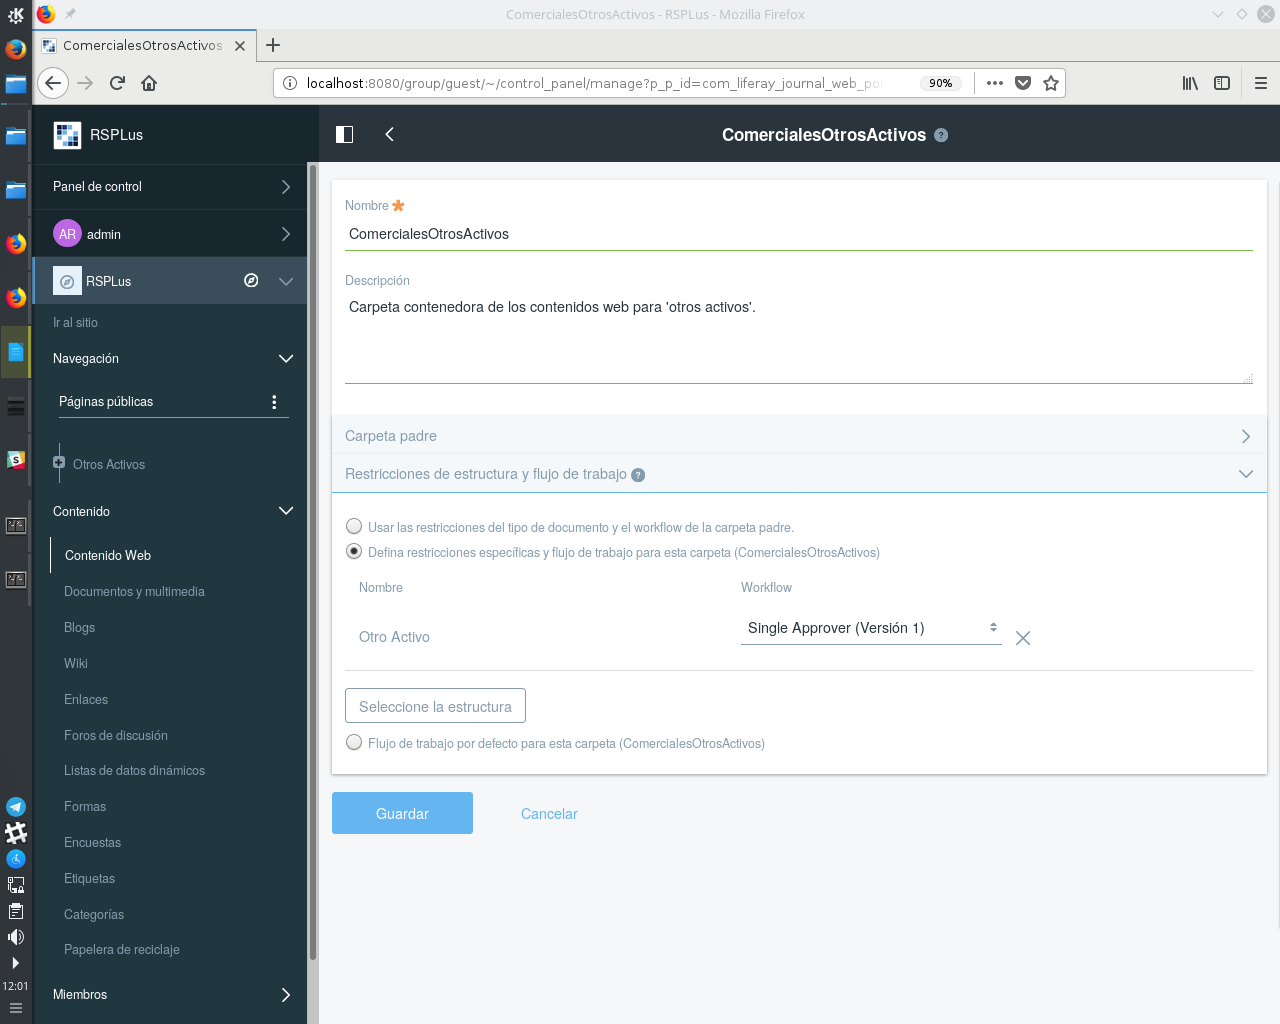 ComercialesOtrosActivos - RSPLus - Mozilla Firefox
ComercialesOtrosActivos
localhost:8080/group/guest/~/control_panel/manage?p_p_id=com_liferay_journal_web_po
90%
RSPLus
ComercialesOtrosActivos ?
Panel de control
AR admin
RSPLus
Ir al sitio
Navegación
Páginas públicas
Otros Activos
Contenido
Contenido Web
Documentos y multimedia
Blogs
Wiki
Enlaces
Foros de discusión
Listas de datos dinámicos
Formas
Encuestas
Etiquetas
Categorías
Papelera de reciclaje
Miembros
Nombre
ComercialesOtrosActivos
Descripción
Carpeta contenedora de los contenidos web para 'otros activos'.
Carpeta padre
Restricciones de estructura y flujo de trabajo ?
Usar las restricciones del tipo de documento y el workflow de la carpeta padre.
Defina restricciones específicas y flujo de trabajo para esta carpeta (ComercialesOtrosActivos)
Nombre Workflow
Otro Activo Single Approver (Versión 1)
Seleccione la estructura
Flujo de trabajo por defecto para esta carpeta (ComercialesOtrosActivos)
Guardar Cancelar
12:01